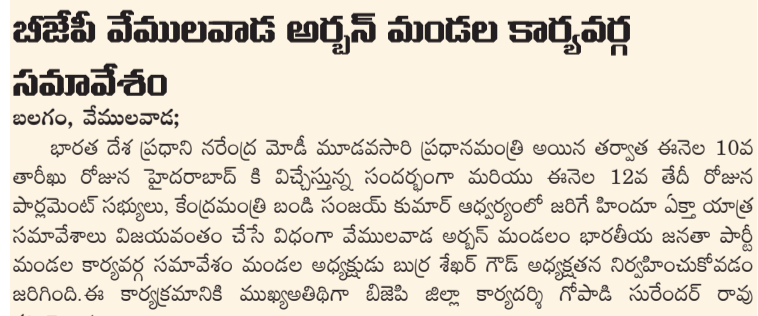 బీజేపీ వేములవాడ అర్బన్ మండల కార్యవర్గ
సమావేశం
బలగం, వేములవాడ;
భారత దేశ ప్రధాని నరేంద్ర మోడీ మూడవసారి ప్రధానమంత్రి అయిన తర్వాత ఈనెల 10వ
తారీఖు రోజున హైదరాబాద్ కి విచ్చేస్తున్న సందర్భంగా మరియు ఈనెల 12వ తేదీ రోజున
పార్లమెంట్ సభ్యులు, కేంద్రమంత్రి బండి సంజయ్ కుమార్ ఆధ్వర్యంలో జరిగే హిందూ ఏక్తా యాత్ర
సమావేశాలు విజయవంతం చేసే విధంగా వేములవాడ అర్బన్ మండలం భారతీయ జనతా పార్టీ
మండల కార్యవర్గ సమావేశం మండల అధ్యక్షుడు బుర్ర శేఖర్ గౌడ్ అధ్యక్షతన నిర్వహించుకోవడం
జరిగింది.ఈ కార్యక్రమానికి ముఖ్యఅతిథిగా బిజెపి జిల్లా కార్యదర్శి గోపాడి సురేందర్ రావు